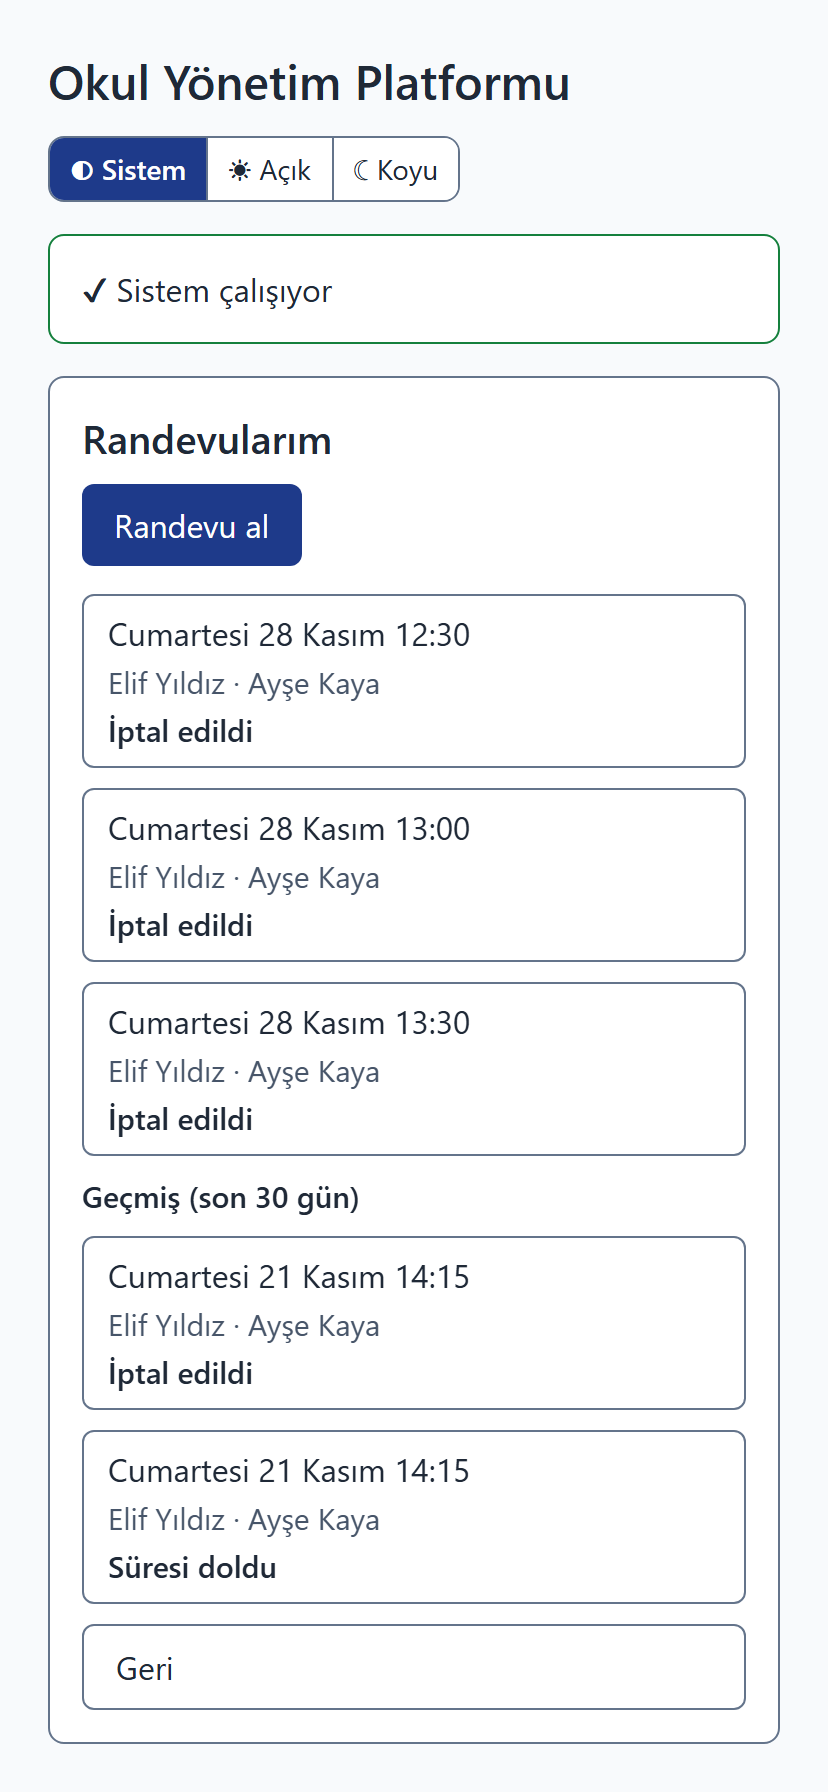 Okul Yönetim Platformu
◐ Sistem ☀ Açık ☾ Koyu
✓ Sistem çalışıyor
Randevularım
Randevu al
Cumartesi 28 Kasım 12:30
Elif Yıldız · Ayşe Kaya
İptal edildi
Cumartesi 28 Kasım 13:00
Elif Yıldız · Ayşe Kaya
İptal edildi
Cumartesi 28 Kasım 13:30
Elif Yıldız · Ayşe Kaya
İptal edildi
Geçmiş (son 30 gün)
Cumartesi 21 Kasım 14:15
Elif Yıldız · Ayşe Kaya
İptal edildi
Cumartesi 21 Kasım 14:15
Elif Yıldız · Ayşe Kaya
Süresi doldu
Geri